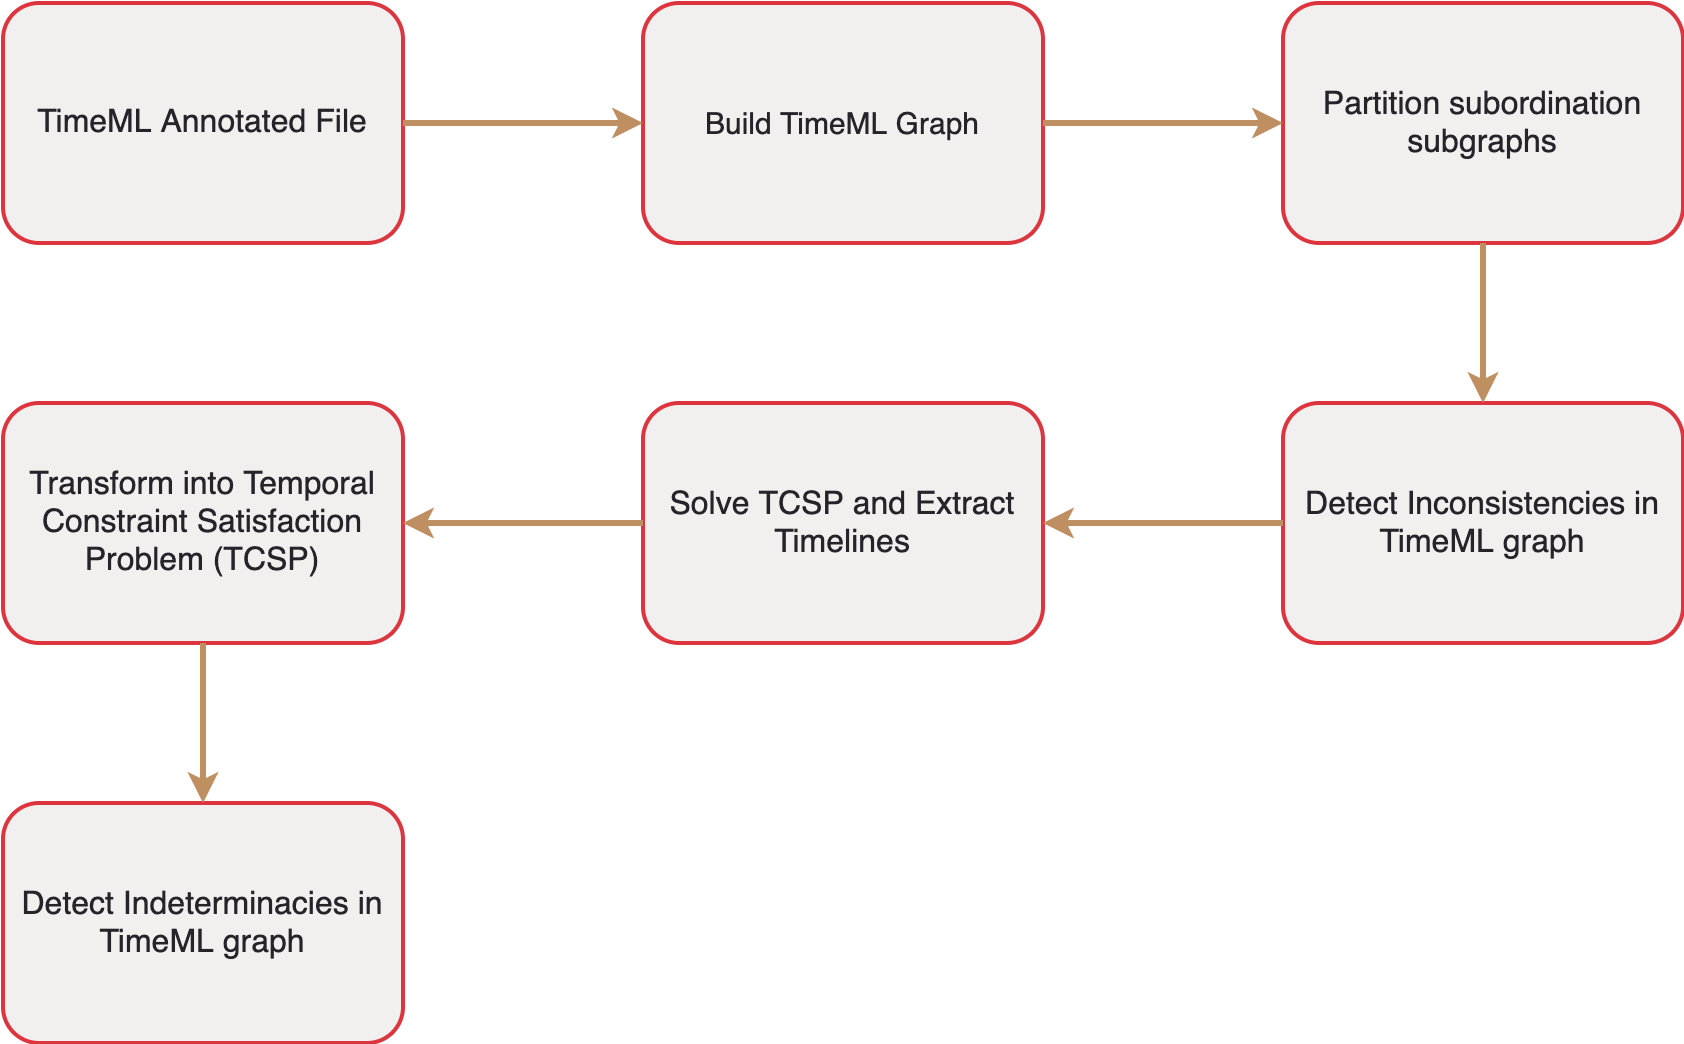 TimeML Annotated File
Build TimeML Graph
Partition subordination
subgraphs
Detect Inconsistencies in
TimeML graph
Solve TCSP and Extract
Timelines
Transform into Temporal
Constraint Satisfaction
Problem (TCSP)
Detect Indeterminacies in
TimeML graph